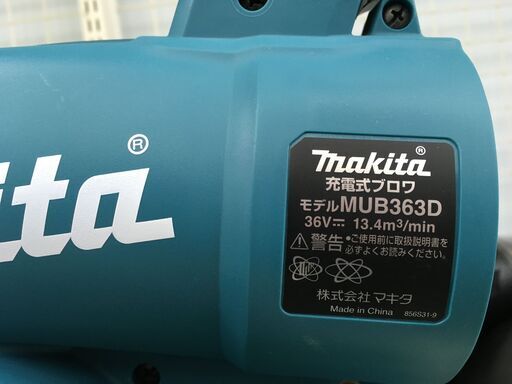 ita®
makita®
充電式ブロワ
モデルMUB363D
36V⎓ 13.4m³/min
⚠警告 ●ご使用前に取扱説明書を
必ずよくお読みください。
株式会社 マキタ
Made in China 856S31-9